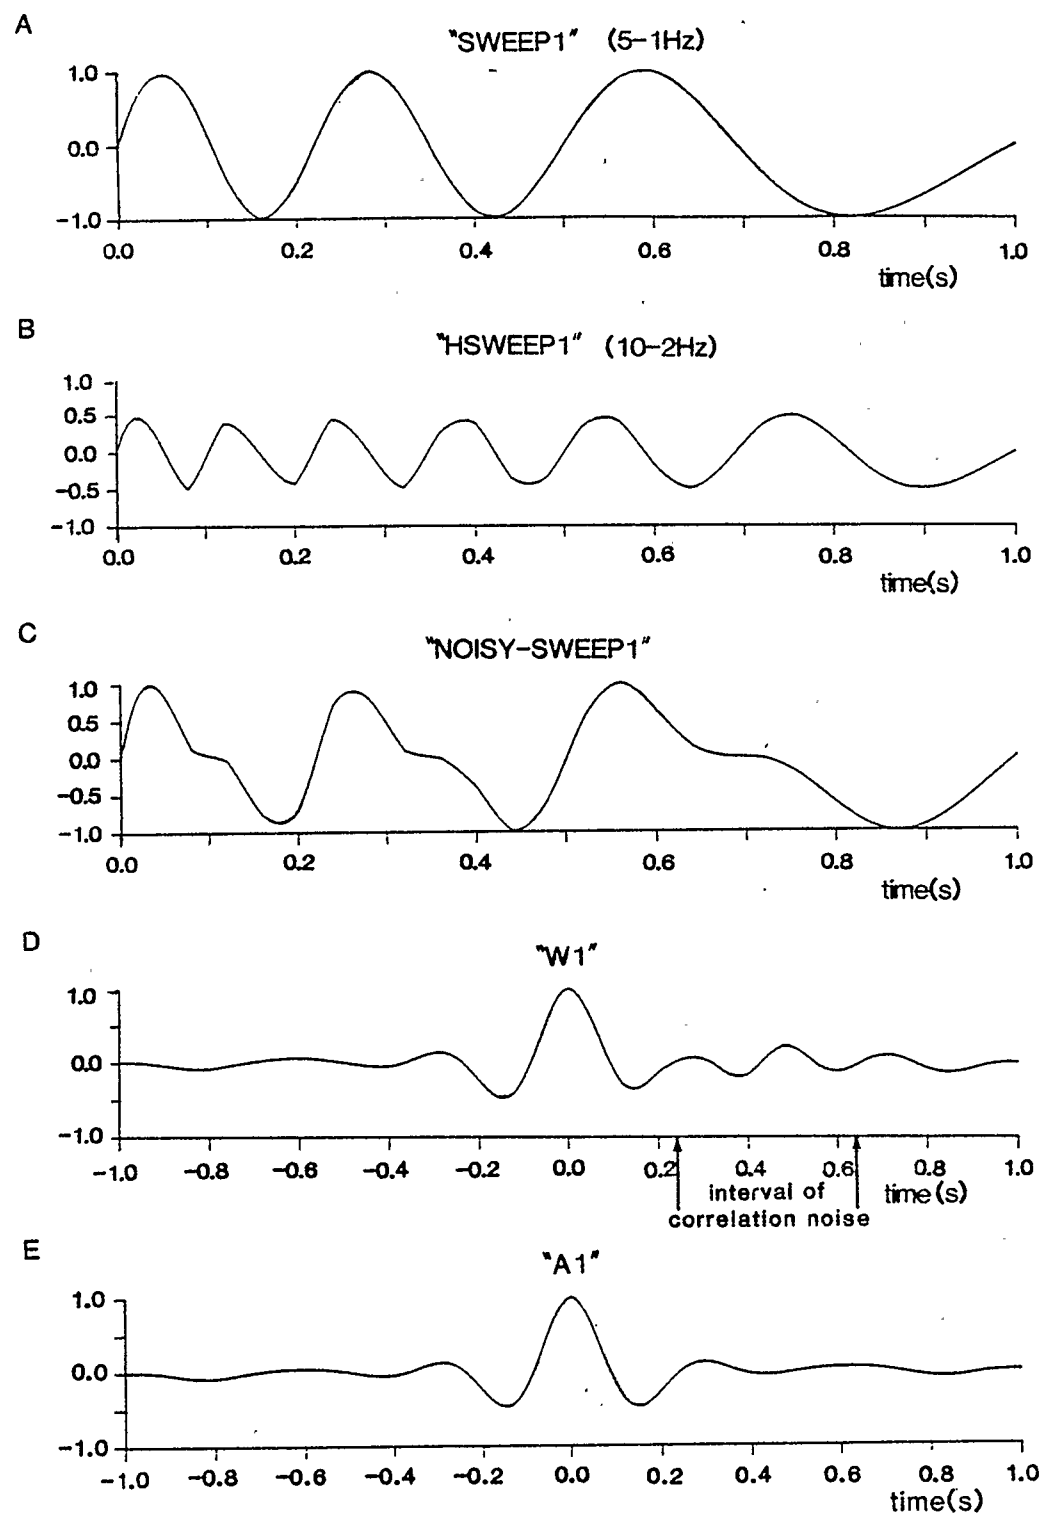 A
"SWEEP1" (5-1Hz)
1.0
0.0
-1.0
0.0 0.2 0.4 0.6 0.8 1.0
time(s)
B
"HSWEEP1" (10-2Hz)
1.0
0.5
0.0
-0.5
-1.0
0.0 0.2 0.4 0.6 0.8 1.0
time(s)
C
"NOISY-SWEEP1"
1.0
0.5
0.0
-0.5
-1.0
0.0 0.2 0.4 0.6 0.8 1.0
time(s)
D
"W1"
1.0
0.0
-1.0
-1.0 -0.8 -0.6 -0.4 -0.2 0.0 0.2 0.4 0.6 0.8 1.0
interval of
correlation noise
time(s)
E
"A1"
1.0
0.0
-1.0
-1.0 -0.8 -0.6 -0.4 -0.2 0.0 0.2 0.4 0.6 0.8 1.0
time(s)